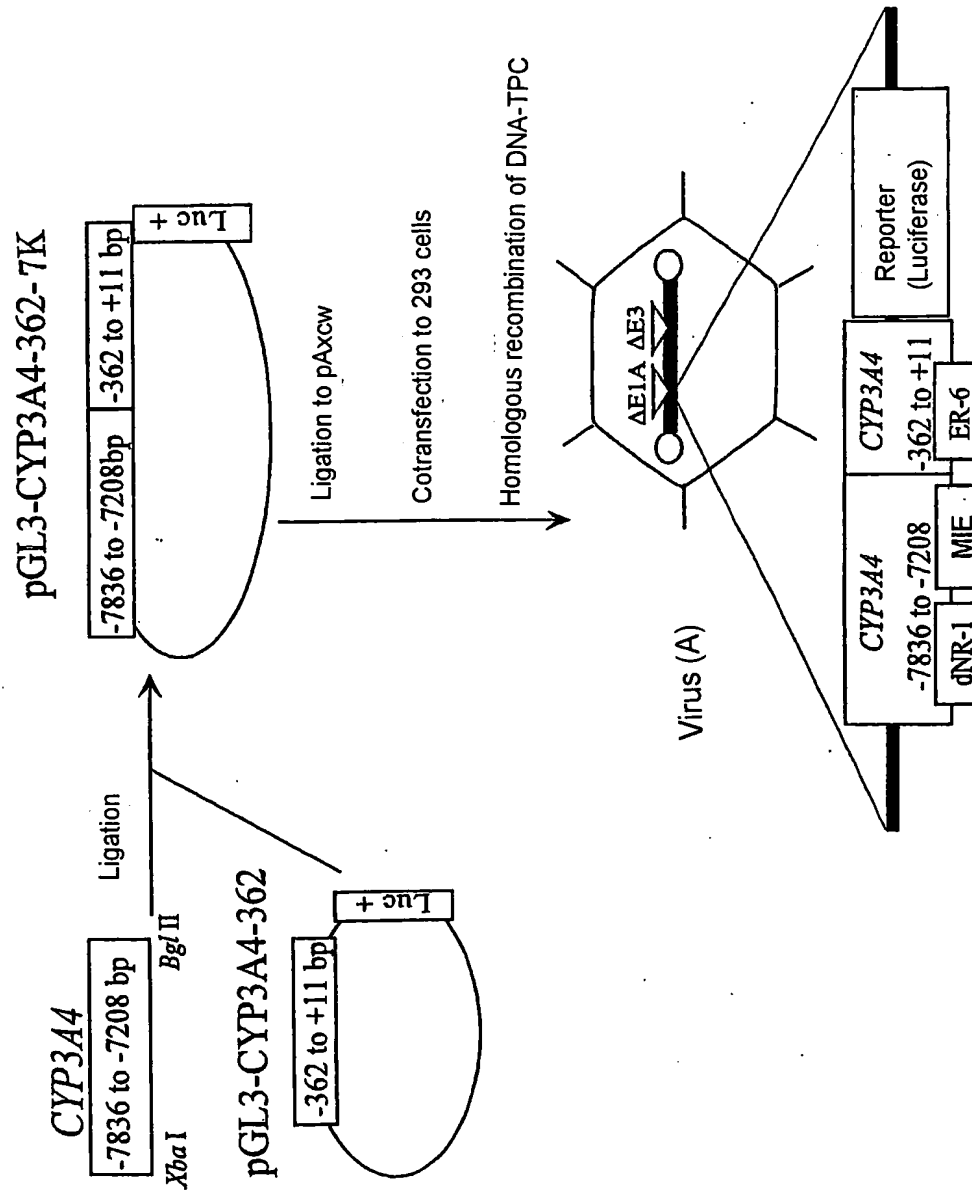 CYP3A4
-7836 to -7208 bp
Xba I
Bgl II
Ligation
pGL3-CYP3A4-362
-362 to +11 bp
Luc +
pGL3-CYP3A4-362-7K
-7836 to -7208bp
-362 to +11 bp
Luc +
Ligation to pAxcw
Cotransfection to 293 cells
Homologous recombination of DNA-TPC
Virus (A)
ΔE1A ΔE3
CYP3A4
-7836 to -7208
dNR-1
MIE
CYP3A4
-362 to +11
ER-6
Reporter
(Luciferase)